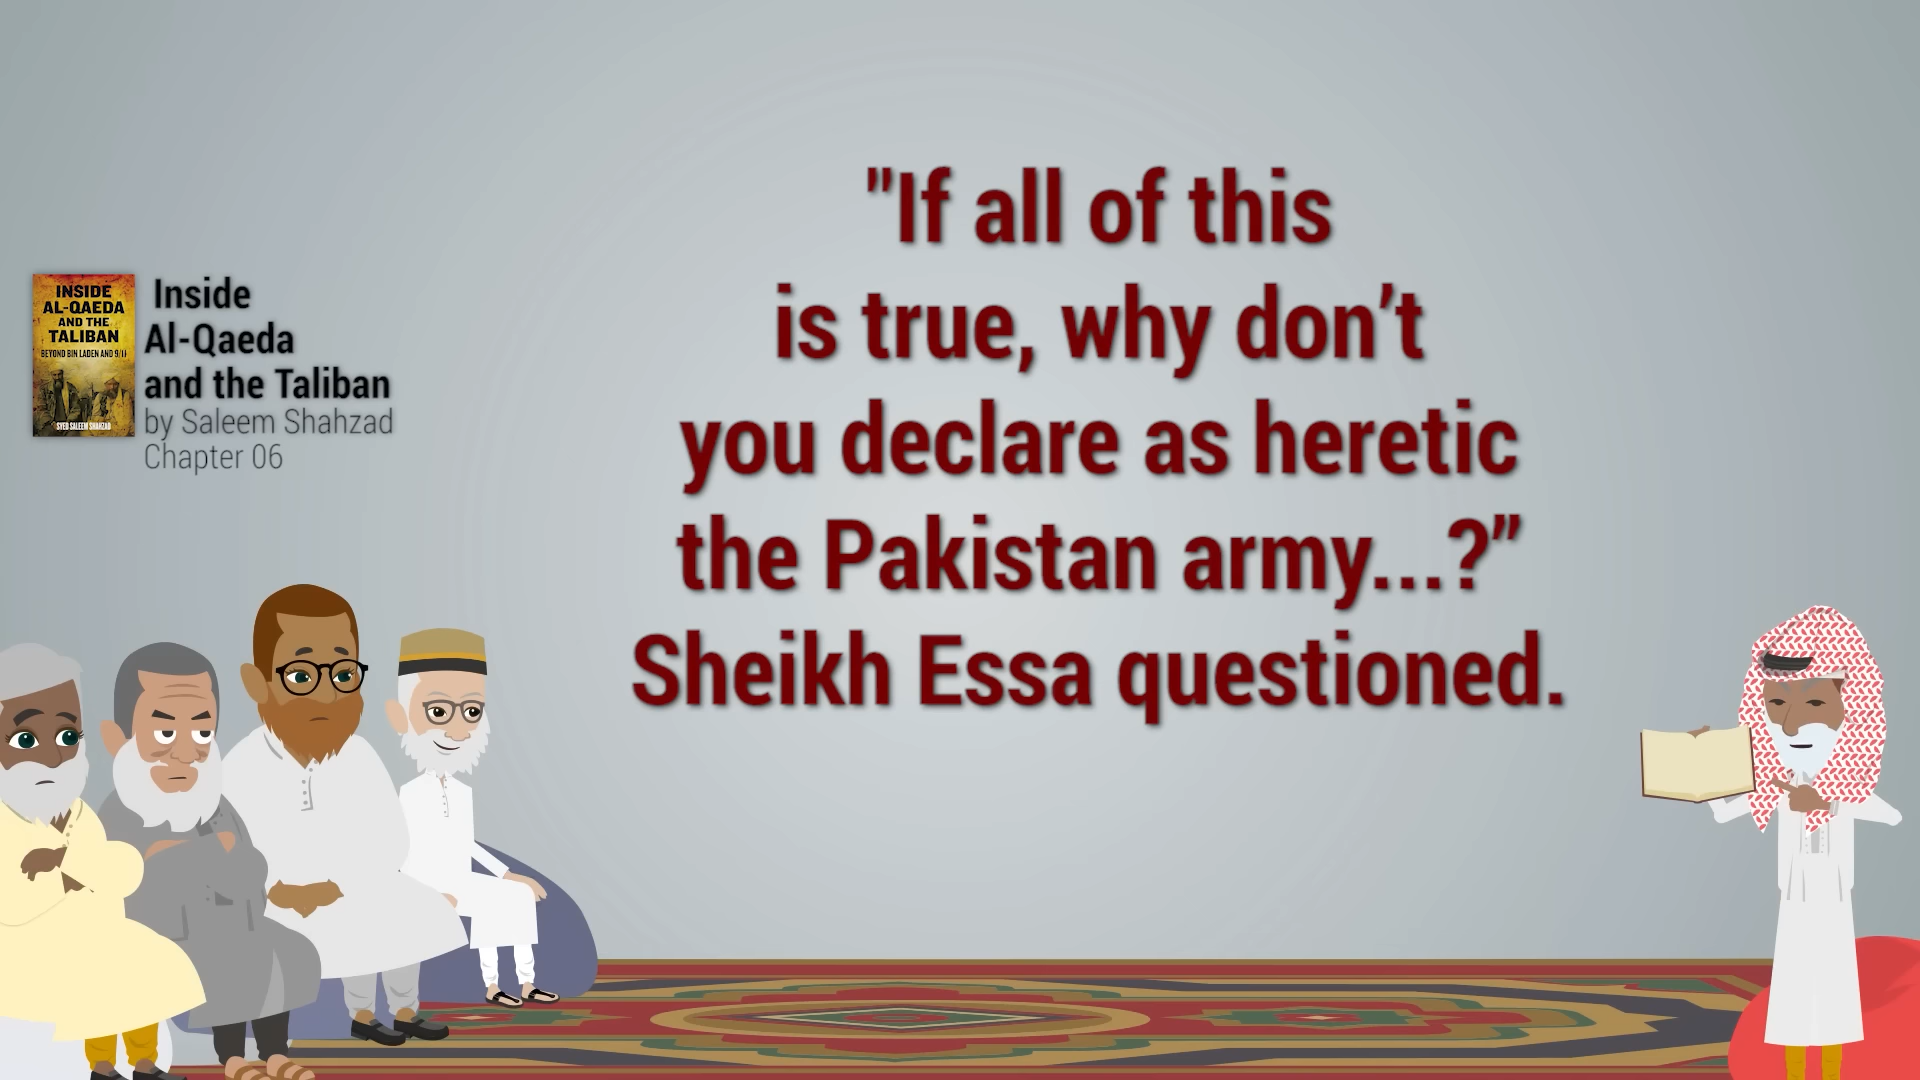 "If all of this
is true, why don’t
you declare as heretic
the Pakistan army...?”
Sheikh Essa questioned.
INSIDE
AL-QAEDA
AND THE
TALIBAN
BEYOND BIN LADEN AND 9/11
SYED SALEEM SHAHZAD
Inside
Al-Qaeda
and the Taliban
by Saleem Shahzad
Chapter 06